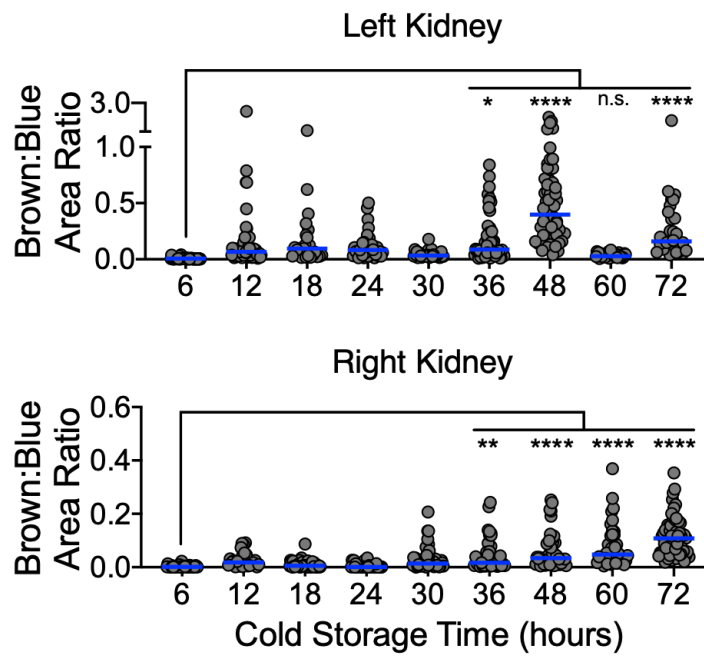 Left Kidney
Brown:Blue
Area Ratio
3.0
1.0
0.5
0.0
* **** n.s. ****
6 12 18 24 30 36 48 60 72
Right Kidney
Brown:Blue
Area Ratio
0.6
0.4
0.2
0.0
** **** **** ****
6 12 18 24 30 36 48 60 72
Cold Storage Time (hours)